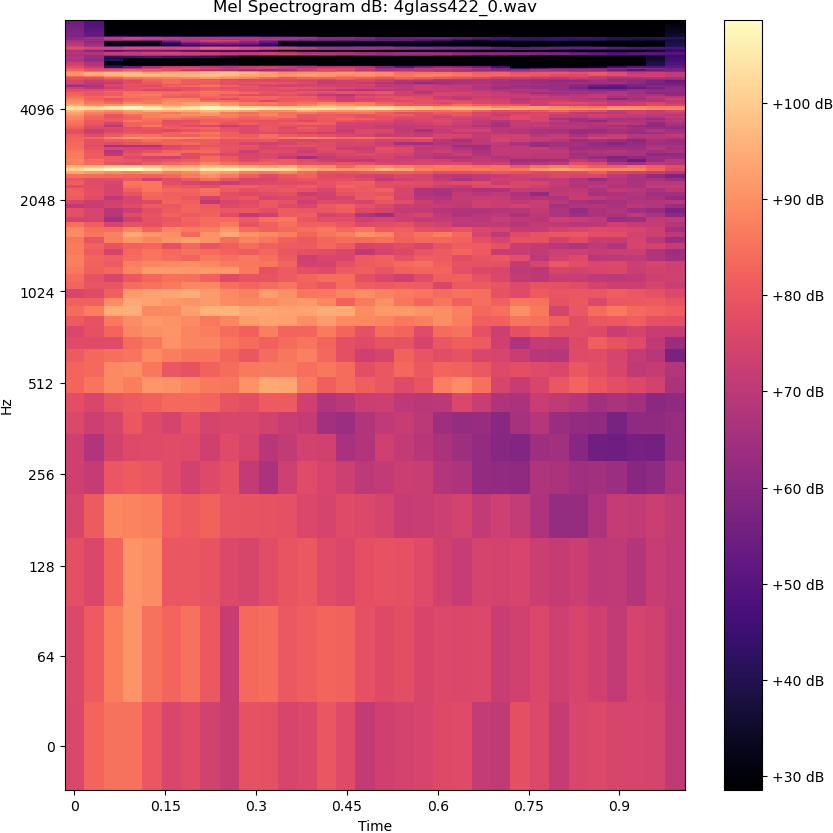 Mel Spectrogram dB: 4glass422_0.wav
4096
2048
1024
512
256
128
64
0
Hz
0 0.15 0.3 0.45 0.6 0.75 0.9
Time
+100 dB
+90 dB
+80 dB
+70 dB
+60 dB
+50 dB
+40 dB
+30 dB